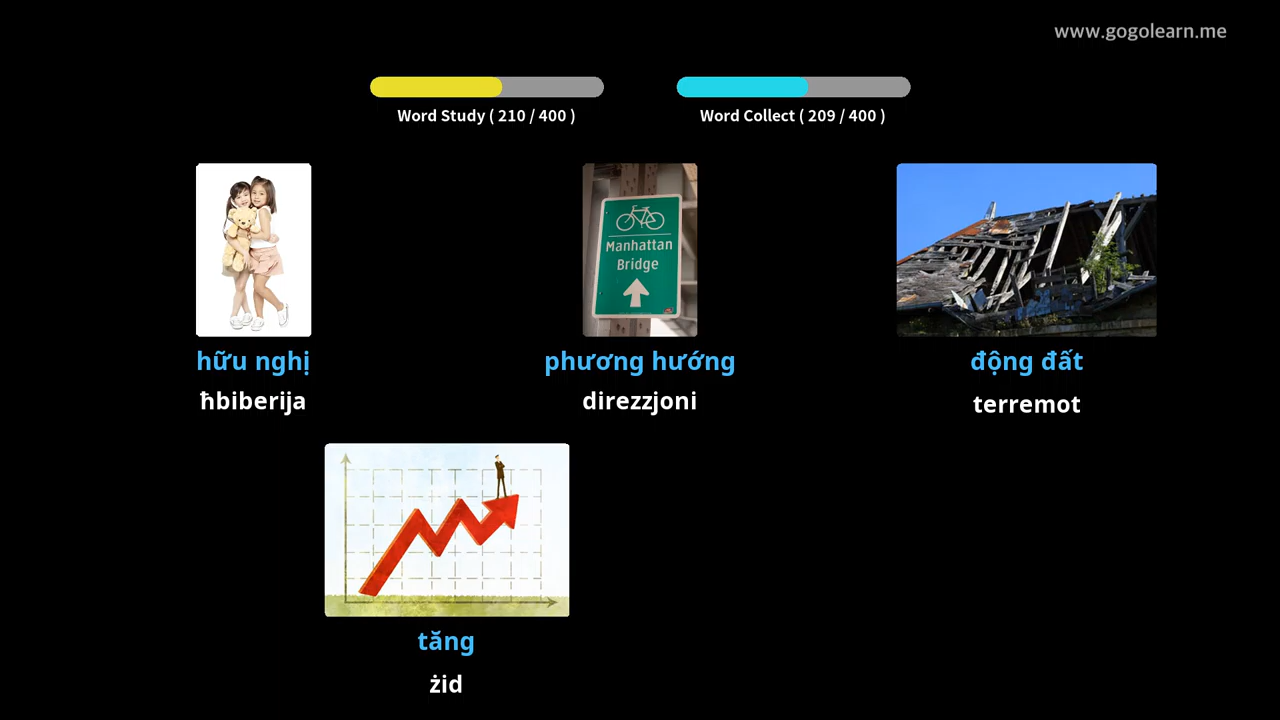 www.gogolearn.me
Word Study ( 210 / 400 )
Word Collect ( 209 / 400 )
Manhattan
Bridge
hữu nghị
phương hướng
động đất
ħbiberija
direzzjoni
terremot
tăng
żid